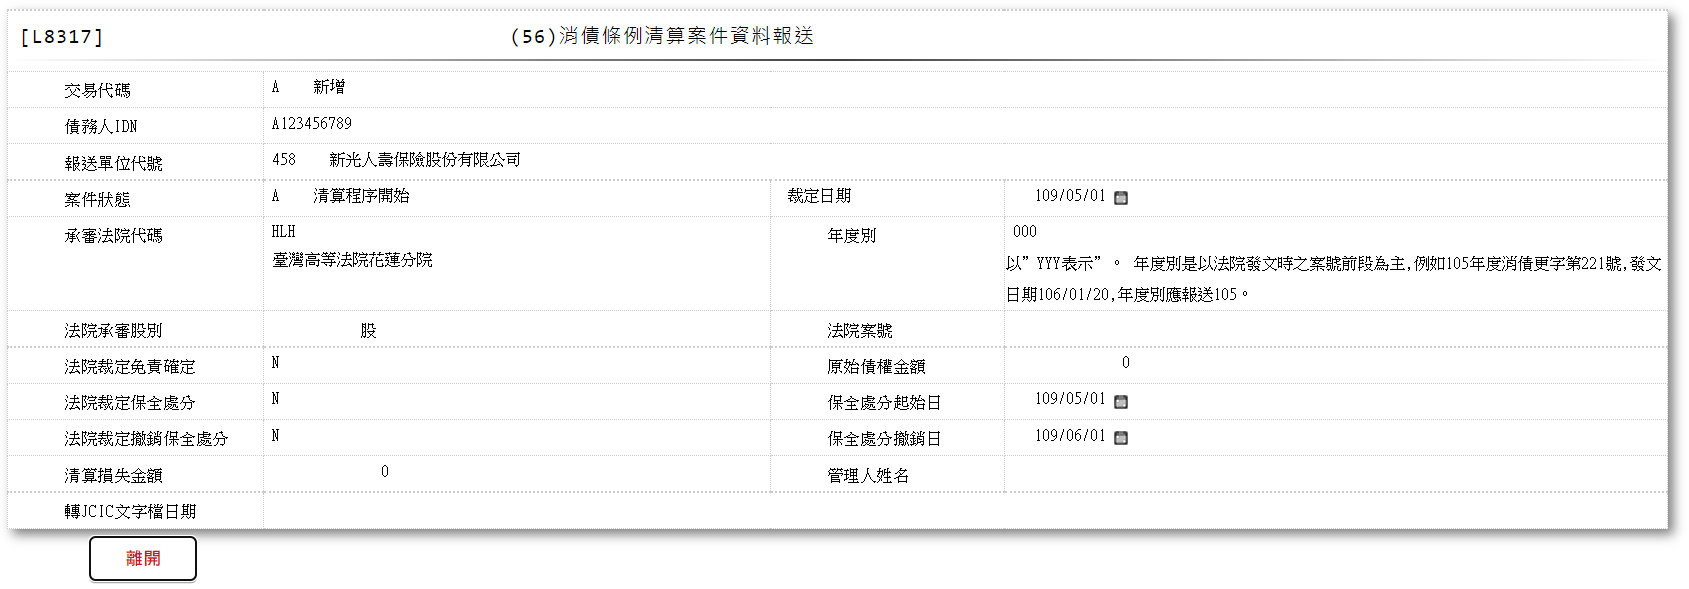 [L8317] (56)消債條例清算案件資料報送
交易代碼 A 新增
債務人IDN A123456789
報送單位代號 458 新光人壽保險股份有限公司
案件狀態 A 清算程序開始 裁定日期 109/05/01
承審法院代碼 HLH 年度別 000
臺灣高等法院花蓮分院 以”YYY表示”。 年度別是以法院發文時之案號前段為主,例如105年度消債更字第221號,發文
日期106/01/20,年度別應報送105。
法院承審股別 股 法院案號
法院裁定免責確定 N 原始債權金額 0
法院裁定保全處分 N 保全處分起始日 109/05/01
法院裁定撤銷保全處分 N 保全處分撤銷日 109/06/01
清算損失金額 0 管理人姓名
轉JCIC文字檔日期
離開